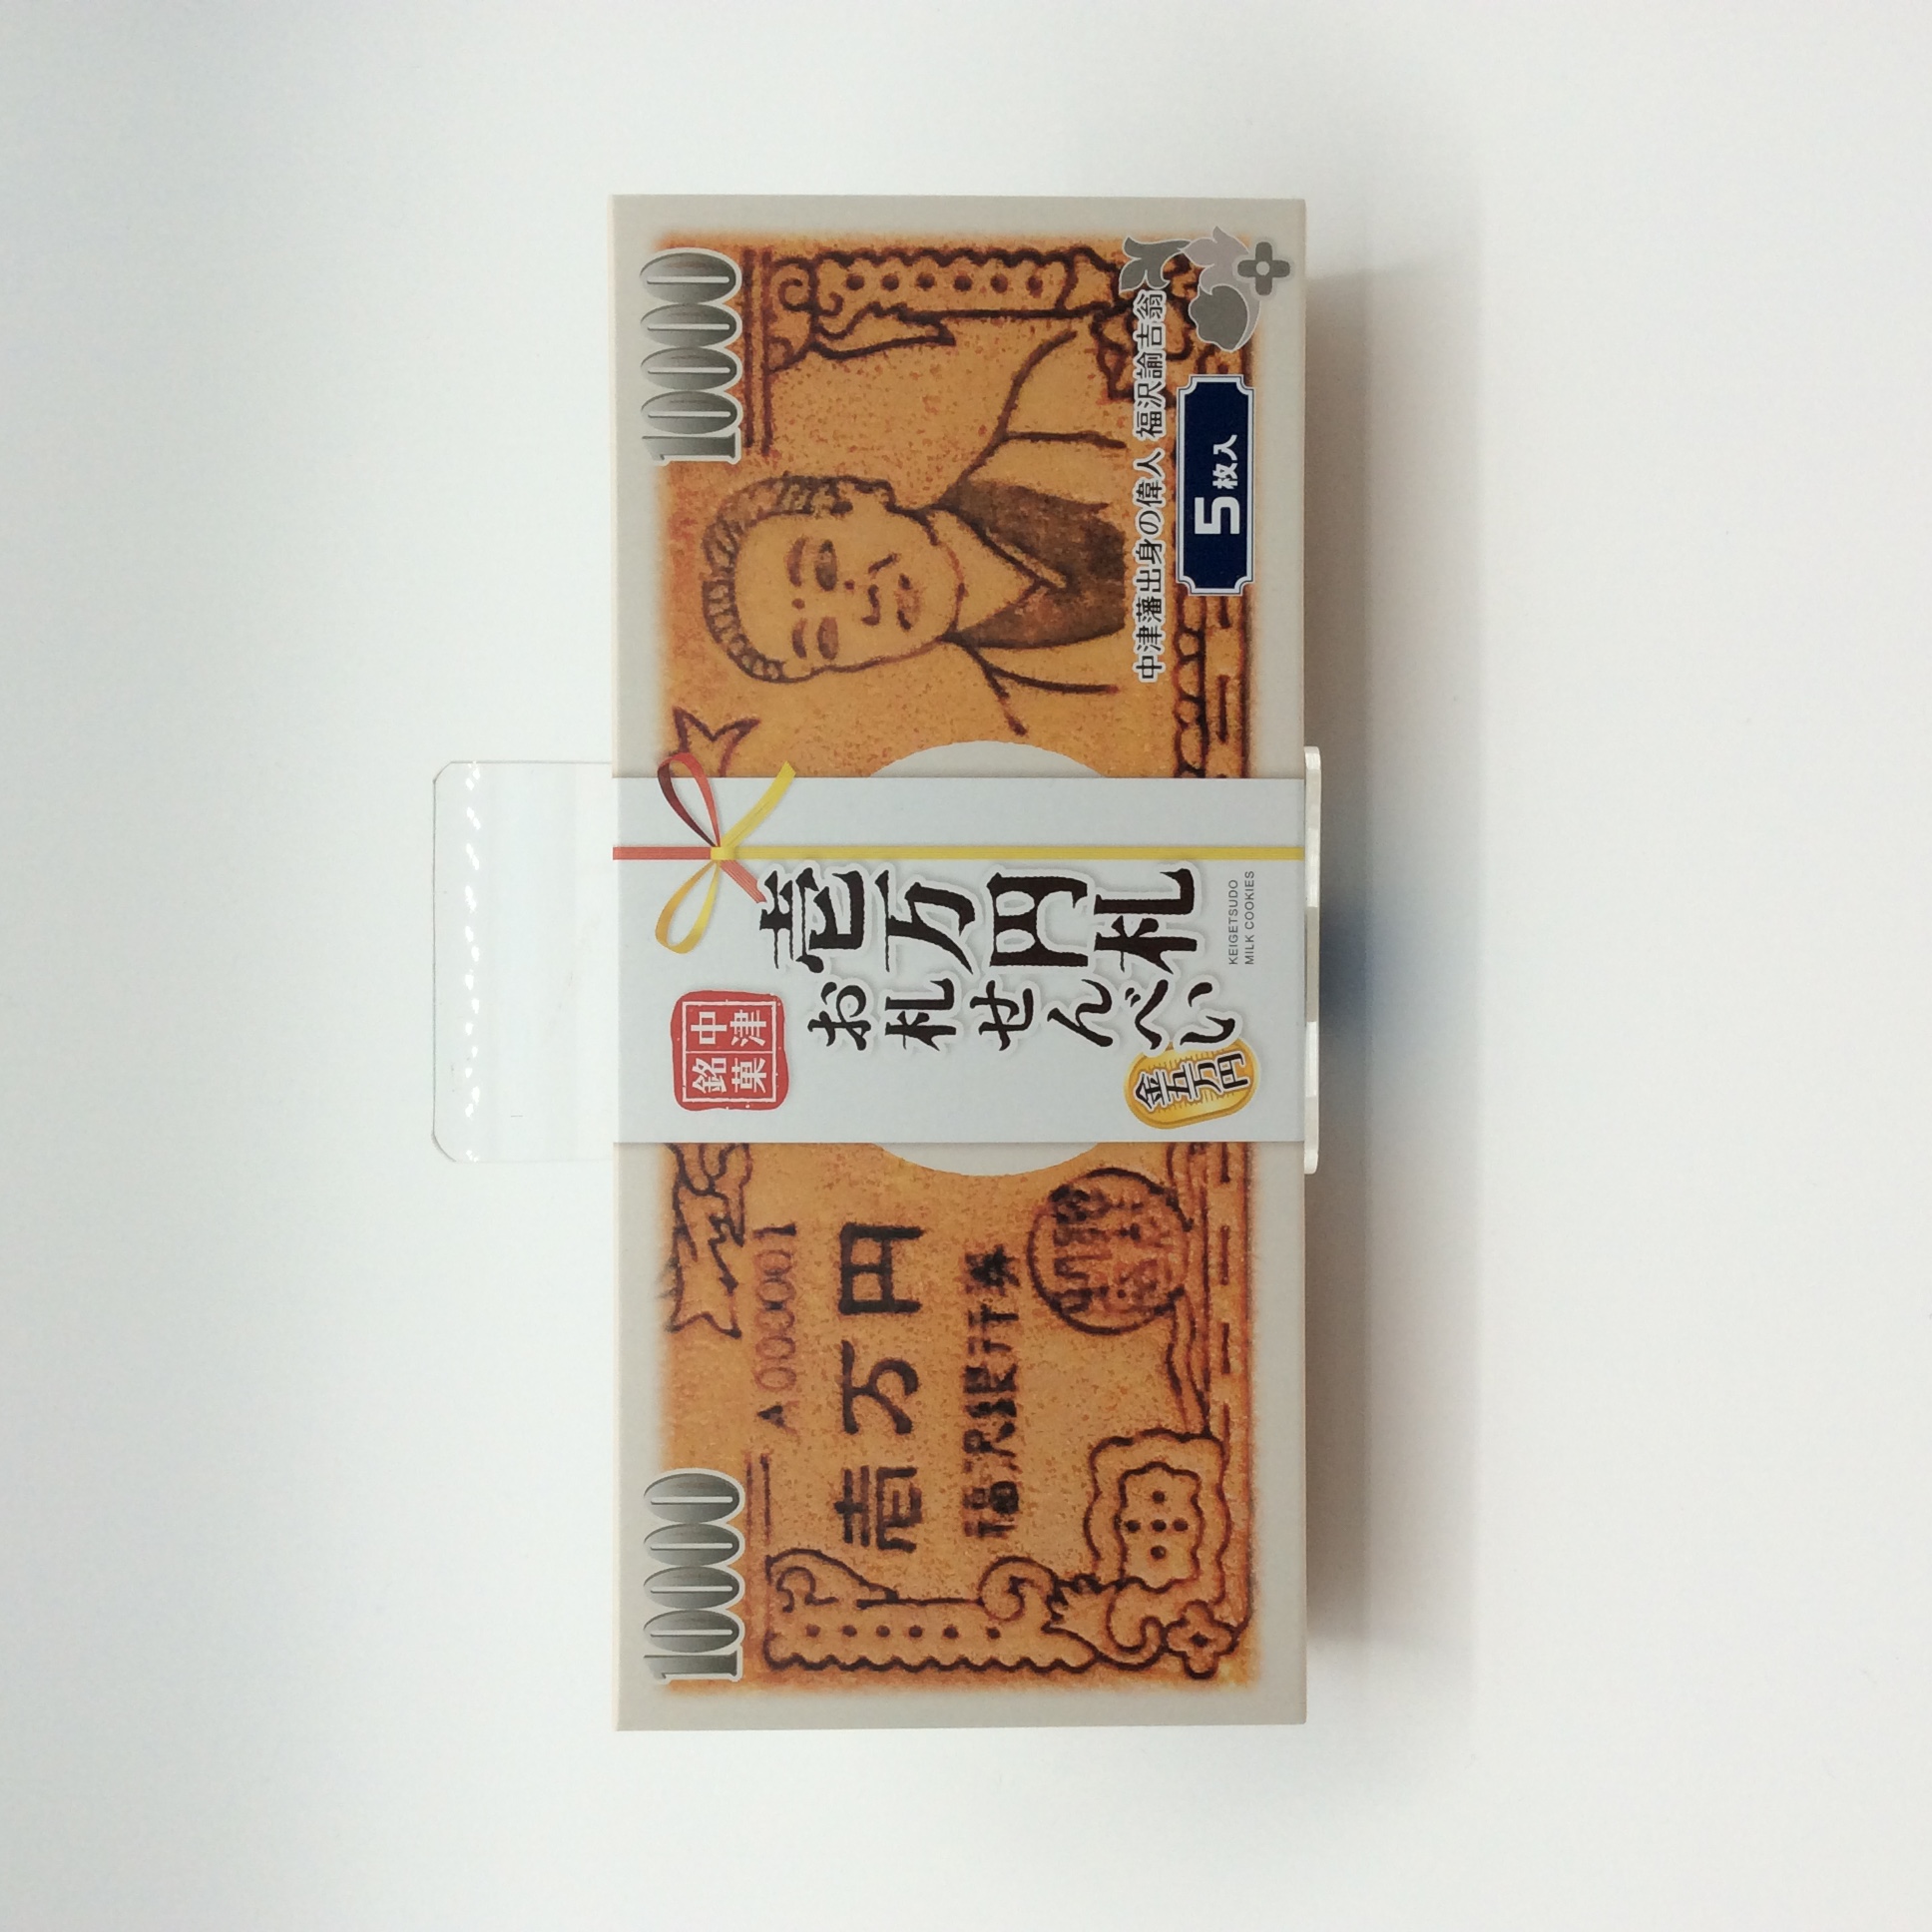 10000
10000
A000001
壱万円
福沢銀行券
中津
銘菓
壱万円札
お札せんべい
金五万円
KEIGETSUDO
MILK COOKIES
中津藩出身の偉人 福沢諭吉翁
5枚入